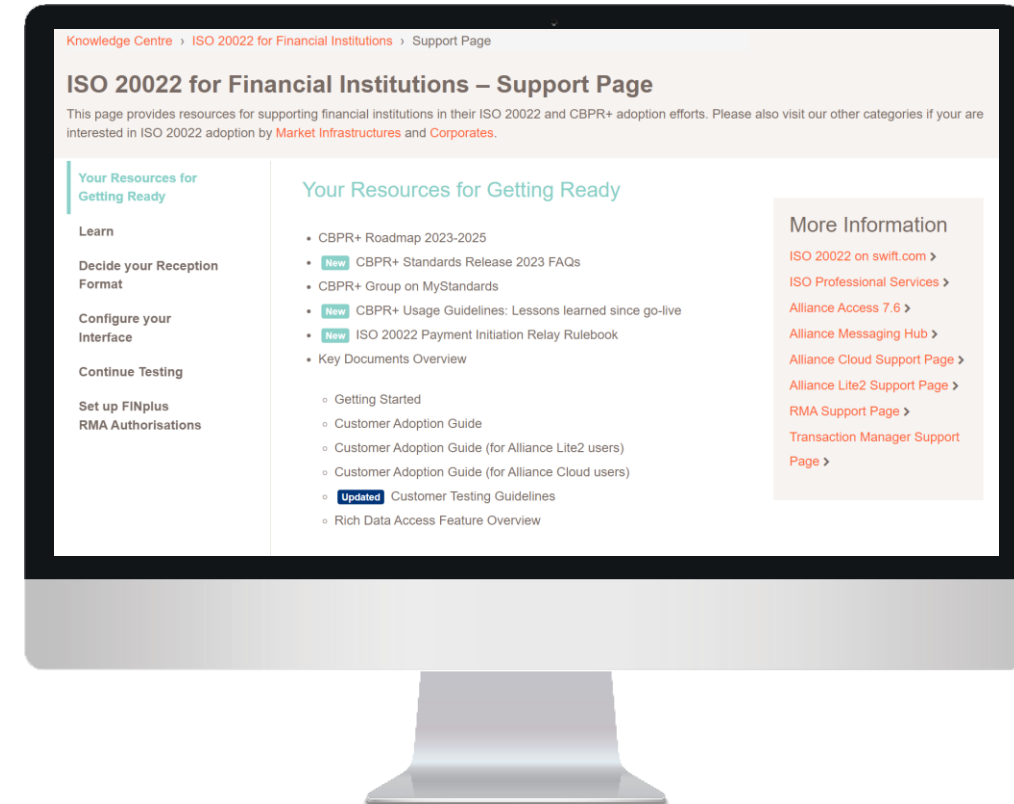 Knowledge Centre › ISO 20022 for Financial Institutions › Support Page
ISO 20022 for Financial Institutions – Support Page
This page provides resources for supporting financial institutions in their ISO 20022 and CBPR+ adoption efforts. Please also visit our other categories if your are
interested in ISO 20022 adoption by Market Infrastructures and Corporates.
Your Resources for
Getting Ready
Learn
Decide your Reception
Format
Configure your
Interface
Continue Testing
Set up FINplus
RMA Authorisations
Your Resources for Getting Ready
• CBPR+ Roadmap 2023-2025
• New CBPR+ Standards Release 2023 FAQs
• CBPR+ Group on MyStandards
• New CBPR+ Usage Guidelines: Lessons learned since go-live
• New ISO 20022 Payment Initiation Relay Rulebook
• Key Documents Overview
◦ Getting Started
◦ Customer Adoption Guide
◦ Customer Adoption Guide (for Alliance Lite2 users)
◦ Customer Adoption Guide (for Alliance Cloud users)
◦ Updated Customer Testing Guidelines
◦ Rich Data Access Feature Overview
More Information
ISO 20022 on swift.com ›
ISO Professional Services ›
Alliance Access 7.6 ›
Alliance Messaging Hub ›
Alliance Cloud Support Page ›
Alliance Lite2 Support Page ›
RMA Support Page ›
Transaction Manager Support
Page ›